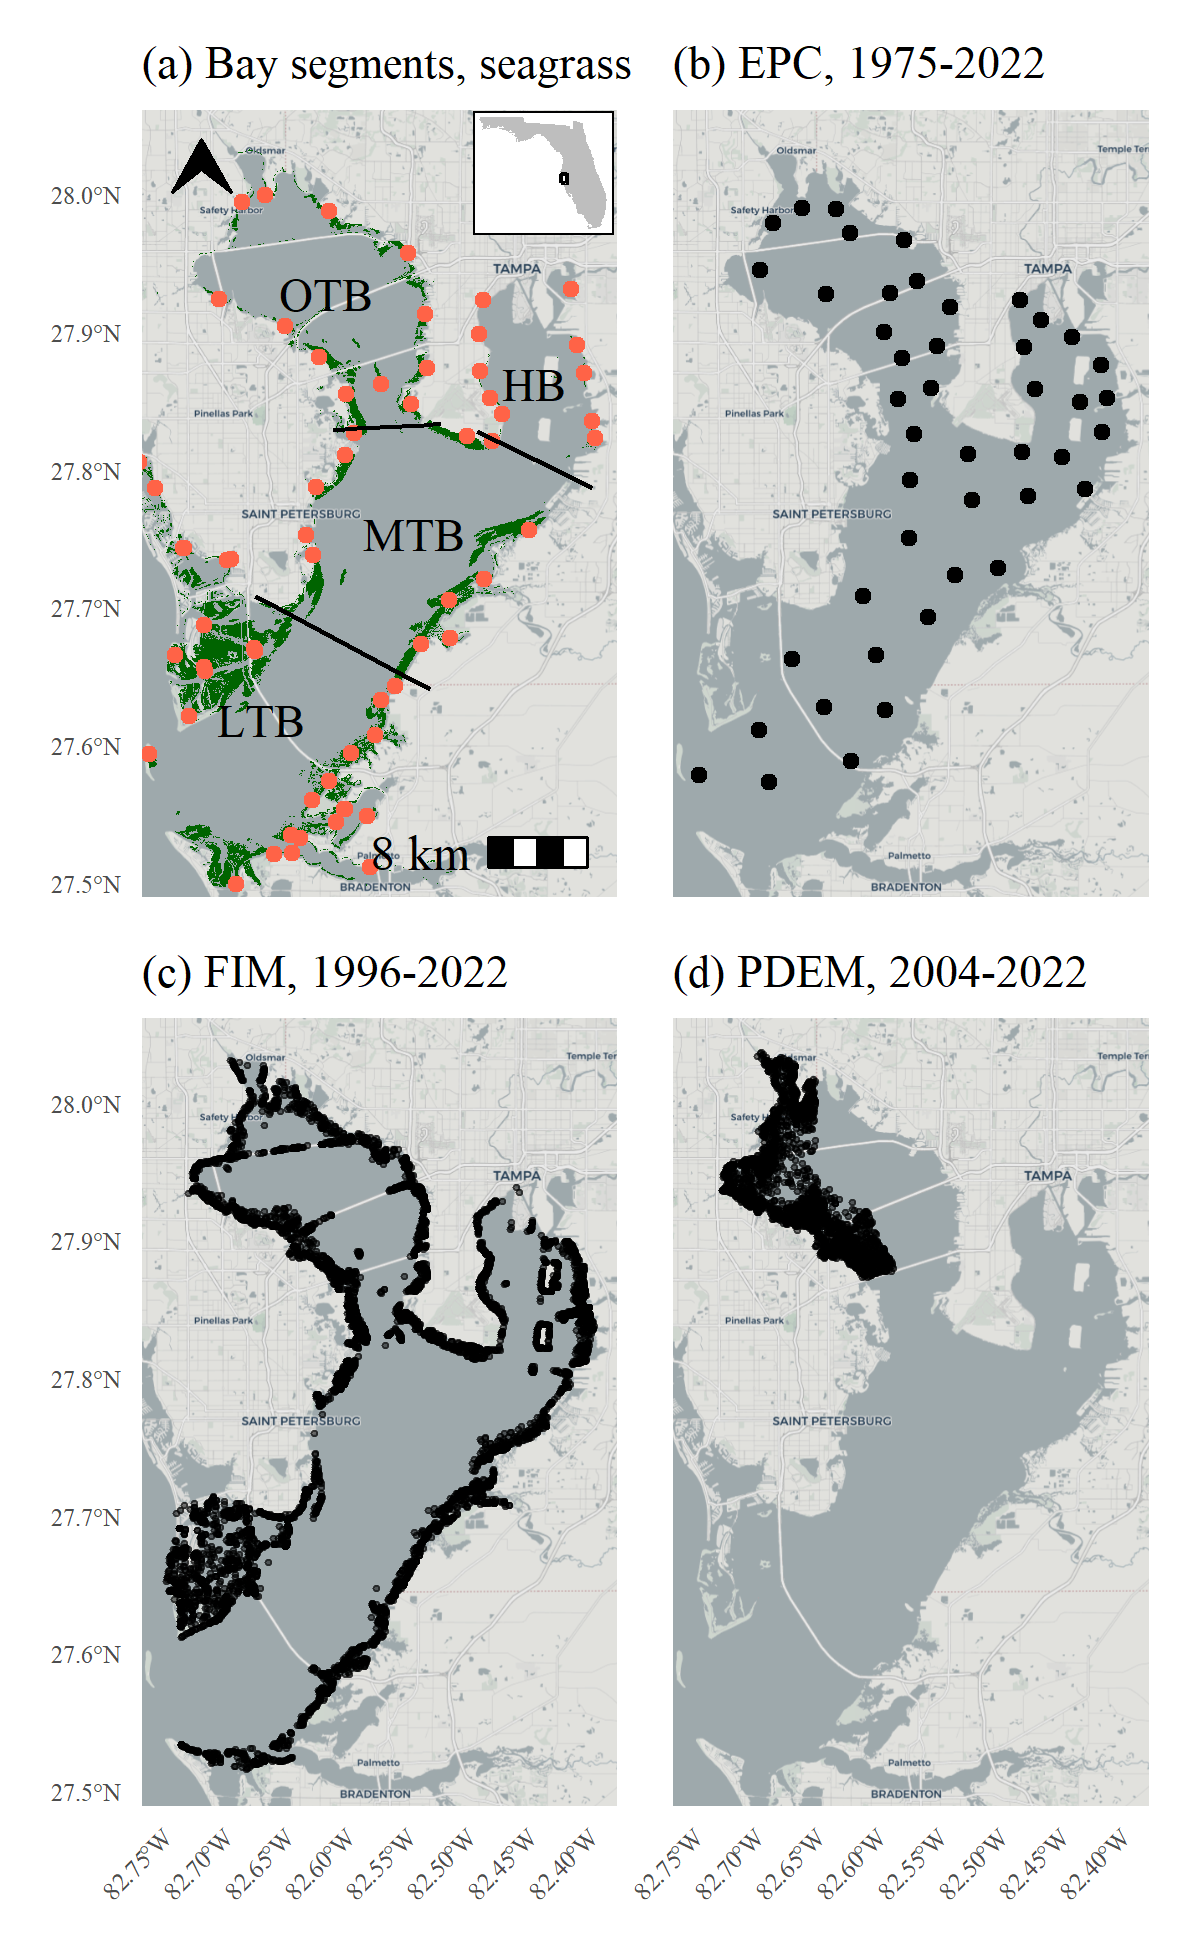 (a) Bay segments, seagrass
(b) EPC, 1975-2022
Oldsmar
Safety Harbor
TAMPA
OTB
HB
Pinellas Park
SAINT PETERSBURG
MTB
LTB
8 km
Palmetto
BRADENTON
28.0°N
27.9°N
27.8°N
27.7°N
27.6°N
27.5°N
Oldsmar
Temple Ter
Safety Harbor
TAMPA
Pinellas Park
SAINT PETERSBURG
Palmetto
BRADENTON
(c) FIM, 1996-2022
(d) PDEM, 2004-2022
Oldsmar
Temple Ter
Safety Harbor
TAMPA
Pinellas Park
SAINT PETERSBURG
Palmetto
BRADENTON
28.0°N
27.9°N
27.8°N
27.7°N
27.6°N
27.5°N
82.75°W
82.70°W
82.65°W
82.60°W
82.55°W
82.50°W
82.45°W
82.40°W
Temple Ter
TAMPA
Pinellas Park
SAINT PETERSBURG
Palmetto
BRADENTON
82.75°W
82.70°W
82.65°W
82.60°W
82.55°W
82.50°W
82.45°W
82.40°W